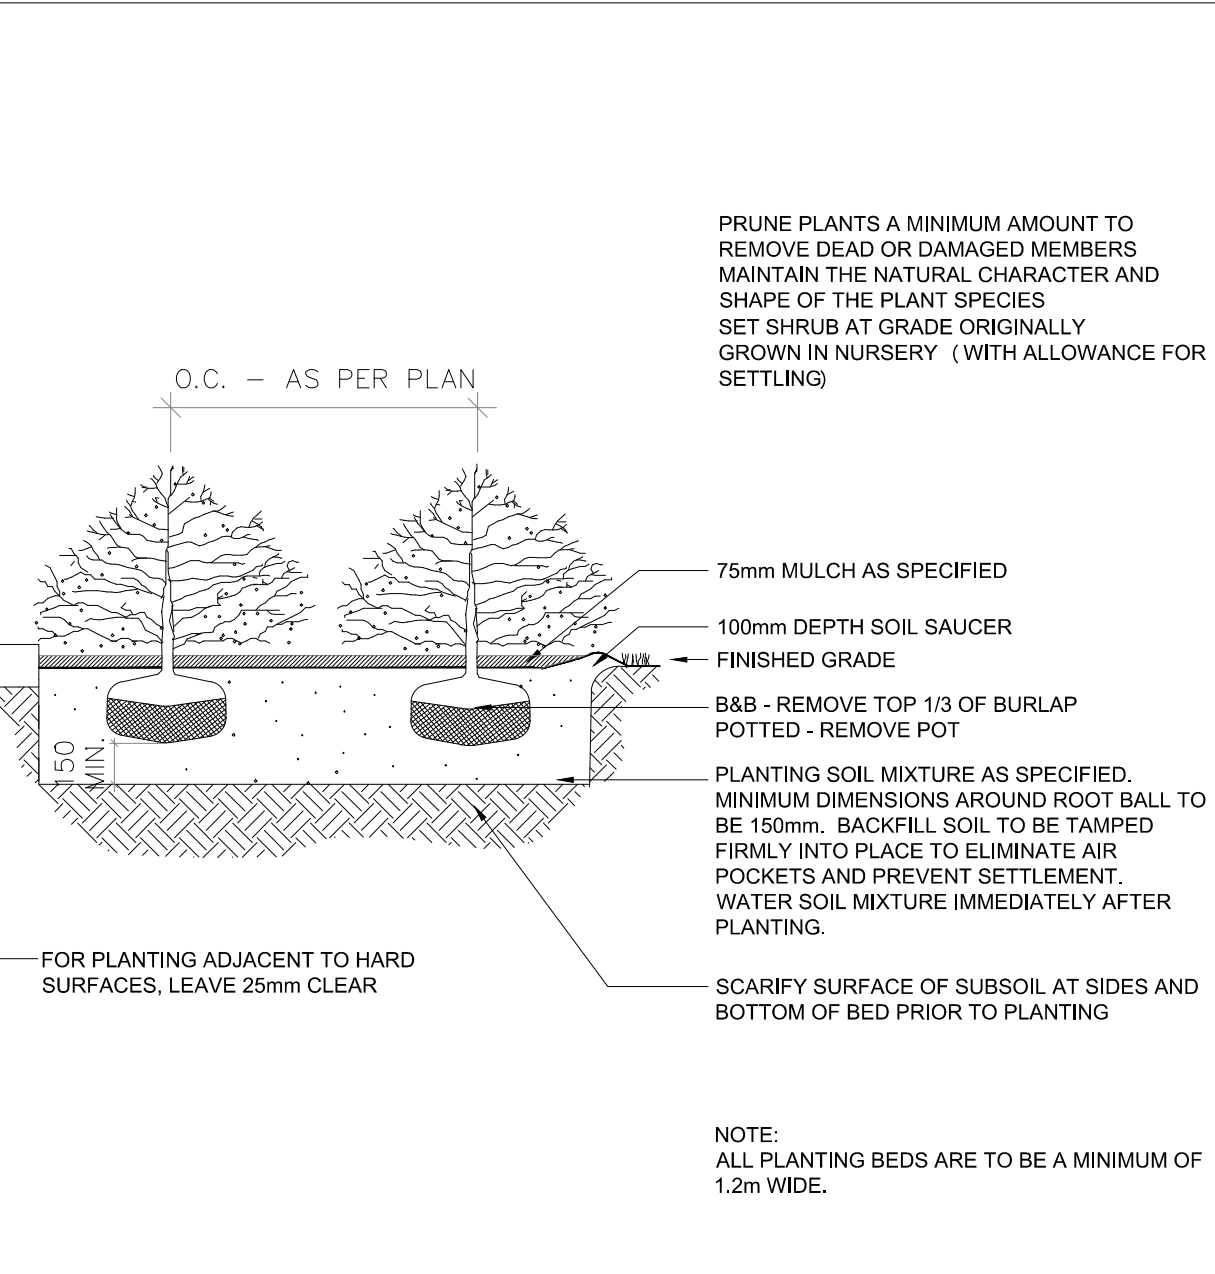 PRUNE PLANTS A MINIMUM AMOUNT TO
REMOVE DEAD OR DAMAGED MEMBERS
MAINTAIN THE NATURAL CHARACTER AND
SHAPE OF THE PLANT SPECIES
SET SHRUB AT GRADE ORIGINALLY
GROWN IN NURSERY (WITH ALLOWANCE FOR
SETTLING)
O.C. – AS PER PLAN
75mm MULCH AS SPECIFIED
100mm DEPTH SOIL SAUCER
FINISHED GRADE
B&B - REMOVE TOP 1/3 OF BURLAP
POTTED - REMOVE POT
150
MIN.
PLANTING SOIL MIXTURE AS SPECIFIED.
MINIMUM DIMENSIONS AROUND ROOT BALL TO
BE 150mm. BACKFILL SOIL TO BE TAMPED
FIRMLY INTO PLACE TO ELIMINATE AIR
POCKETS AND PREVENT SETTLEMENT.
WATER SOIL MIXTURE IMMEDIATELY AFTER
PLANTING.
FOR PLANTING ADJACENT TO HARD
SURFACES, LEAVE 25mm CLEAR
SCARIFY SURFACE OF SUBSOIL AT SIDES AND
BOTTOM OF BED PRIOR TO PLANTING
NOTE:
ALL PLANTING BEDS ARE TO BE A MINIMUM OF
1.2m WIDE.